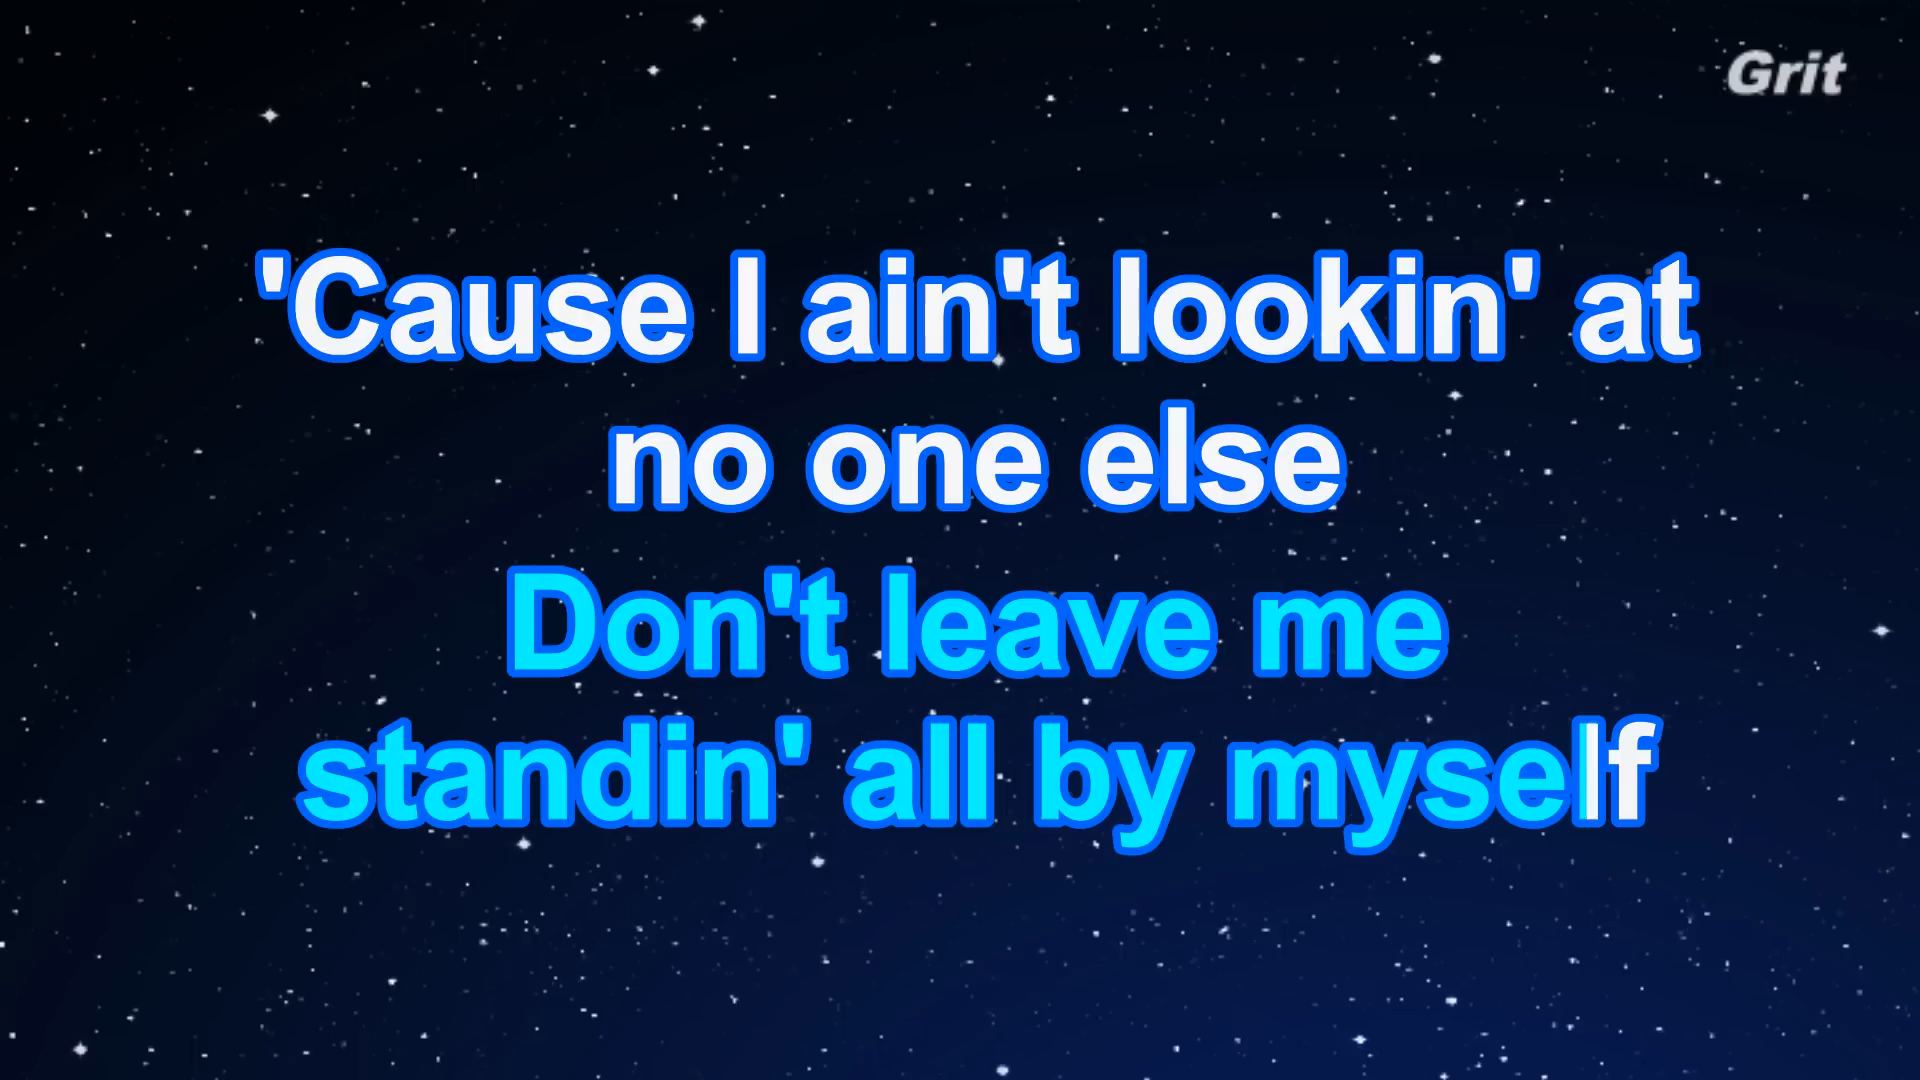 Grit
'Cause I ain't lookin' at
no one else
Don't leave me
standin' all by myself